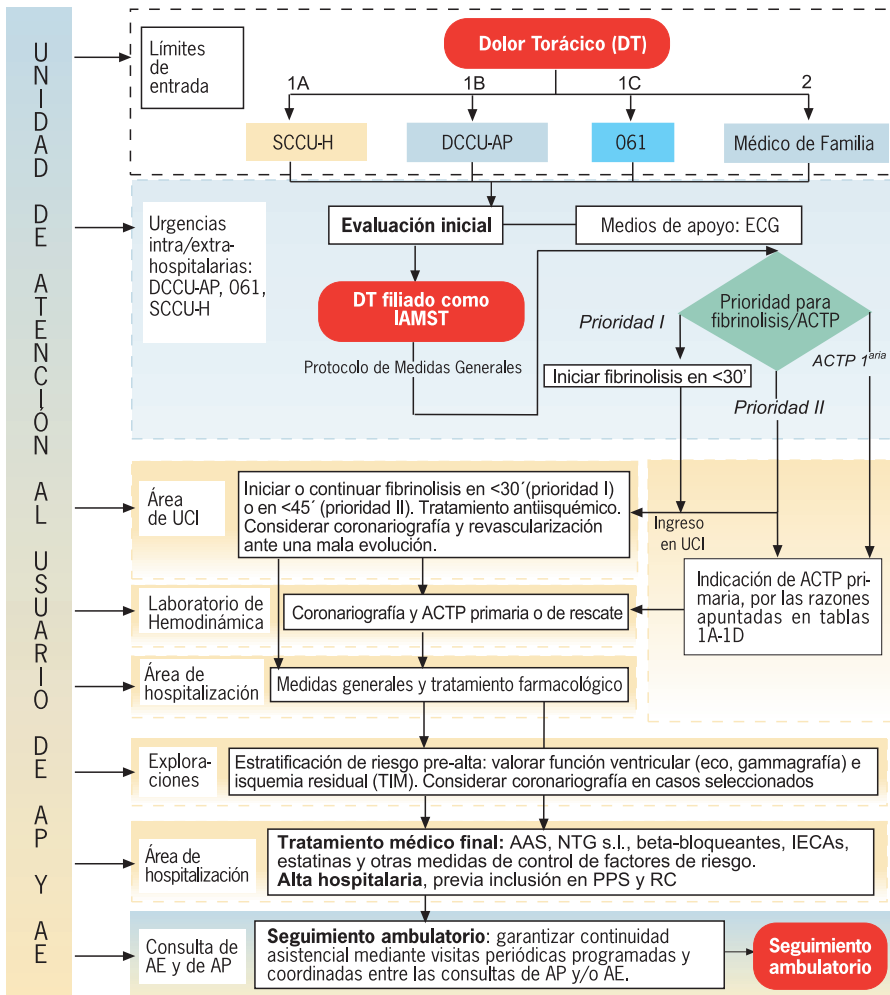 UNIDAD DE ATENCIÓN AL USUARIO DE AP Y AE
Límites
de
entrada
Dolor Torácico (DT)
1A
1B
1C
2
SCCU-H
DCCU-AP
061
Médico de Familia
Urgencias
intra/extra-
hospitalarias:
DCCU-AP, 061,
SCCU-H
Evaluación inicial
Medios de apoyo: ECG
DT filiado como
IAMST
Protocolo de Medidas Generales
Prioridad para
fibrinolisis/ACTP
Prioridad I
Iniciar fibrinolisis en <30'
Prioridad II
ACTP 1aria
Área
de UCI
Iniciar o continuar fibrinolisis en <30´(prioridad I)
o en <45´ (prioridad II). Tratamiento antiisquémico.
Considerar coronariografía y revascularización
ante una mala evolución.
Ingreso
en UCI
Indicación de ACTP pri-
maria, por las razones
apuntadas en tablas
1A-1D
Laboratorio de
Hemodinámica
Coronariografía y ACTP primaria o de rescate
Área de
hospitalización
Medidas generales y tratamiento farmacológico
Explora-
ciones
Estratificación de riesgo pre-alta: valorar función ventricular (eco, gammagrafía) e
isquemia residual (TIM). Considerar coronariografía en casos seleccionados
Área de
hospitalización
Tratamiento médico final: AAS, NTG s.l., beta-bloqueantes, IECAs,
estatinas y otras medidas de control de factores de riesgo.
Alta hospitalaria, previa inclusión en PPS y RC
Consulta de
AE y de AP
Seguimiento ambulatorio: garantizar continuidad
asistencial mediante visitas periódicas programadas y
coordinadas entre las consultas de AP y/o AE.
Seguimiento
ambulatorio